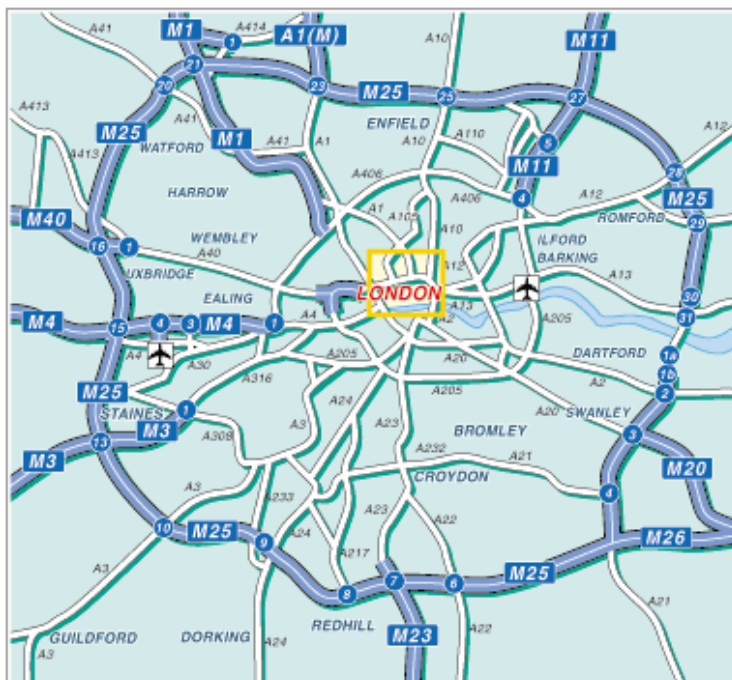 A41
M1
1
A414
A1(M)
A10
M11
21
20
23
M25
25
27
A413
M25
A41
M1
A41
A1
ENFIELD
A10
A110
5
M11
A12
WATFORD
A413
HARROW
A406
A406
4
A12
28
M25
ROMFORD
29
M40
16
1
WEMBLEY
A40
A1
A105
A10
ILFORD
BARKING
UXBRIDGE
EALING
A12
LONDON
A13
A13
30
31
M4
15
4
3
M4
1
A4
A2
A205
A4
A30
A316
A205
A20
DARTFORD
1a
1b
2
A2
M25
STAINES
1
A24
A205
A20
SWANLEY
13
M3
A308
A3
A23
BROMLEY
3
M3
A232
A21
M20
CROYDON
4
A3
A233
10
M25
9
A24
A23
A22
M26
A217
A3
8
7
6
M25
A21
GUILDFORD
DORKING
REDHILL
M23
A22
A3
A24